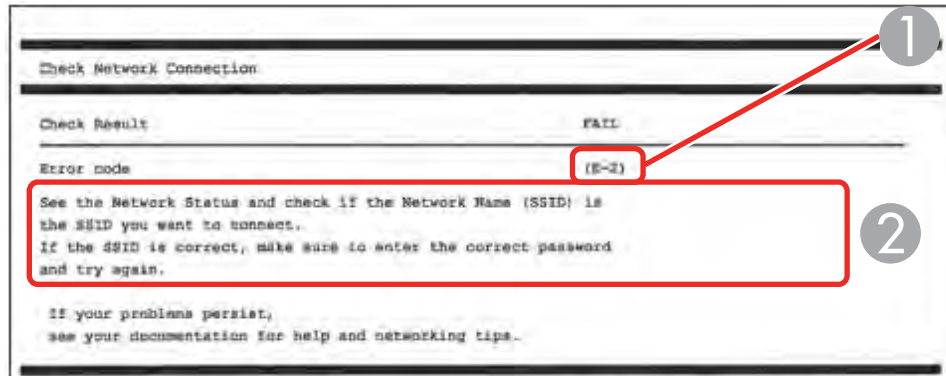 1
Check Network Connection
Check Result FAIL
Error code (E-2)
See the Network Status and check if the Network Name (SSID) is
the SSID you want to connect.
If the SSID is correct, make sure to enter the correct password
and try again.
2
If your problems persist,
see your documentation for help and networking tips.